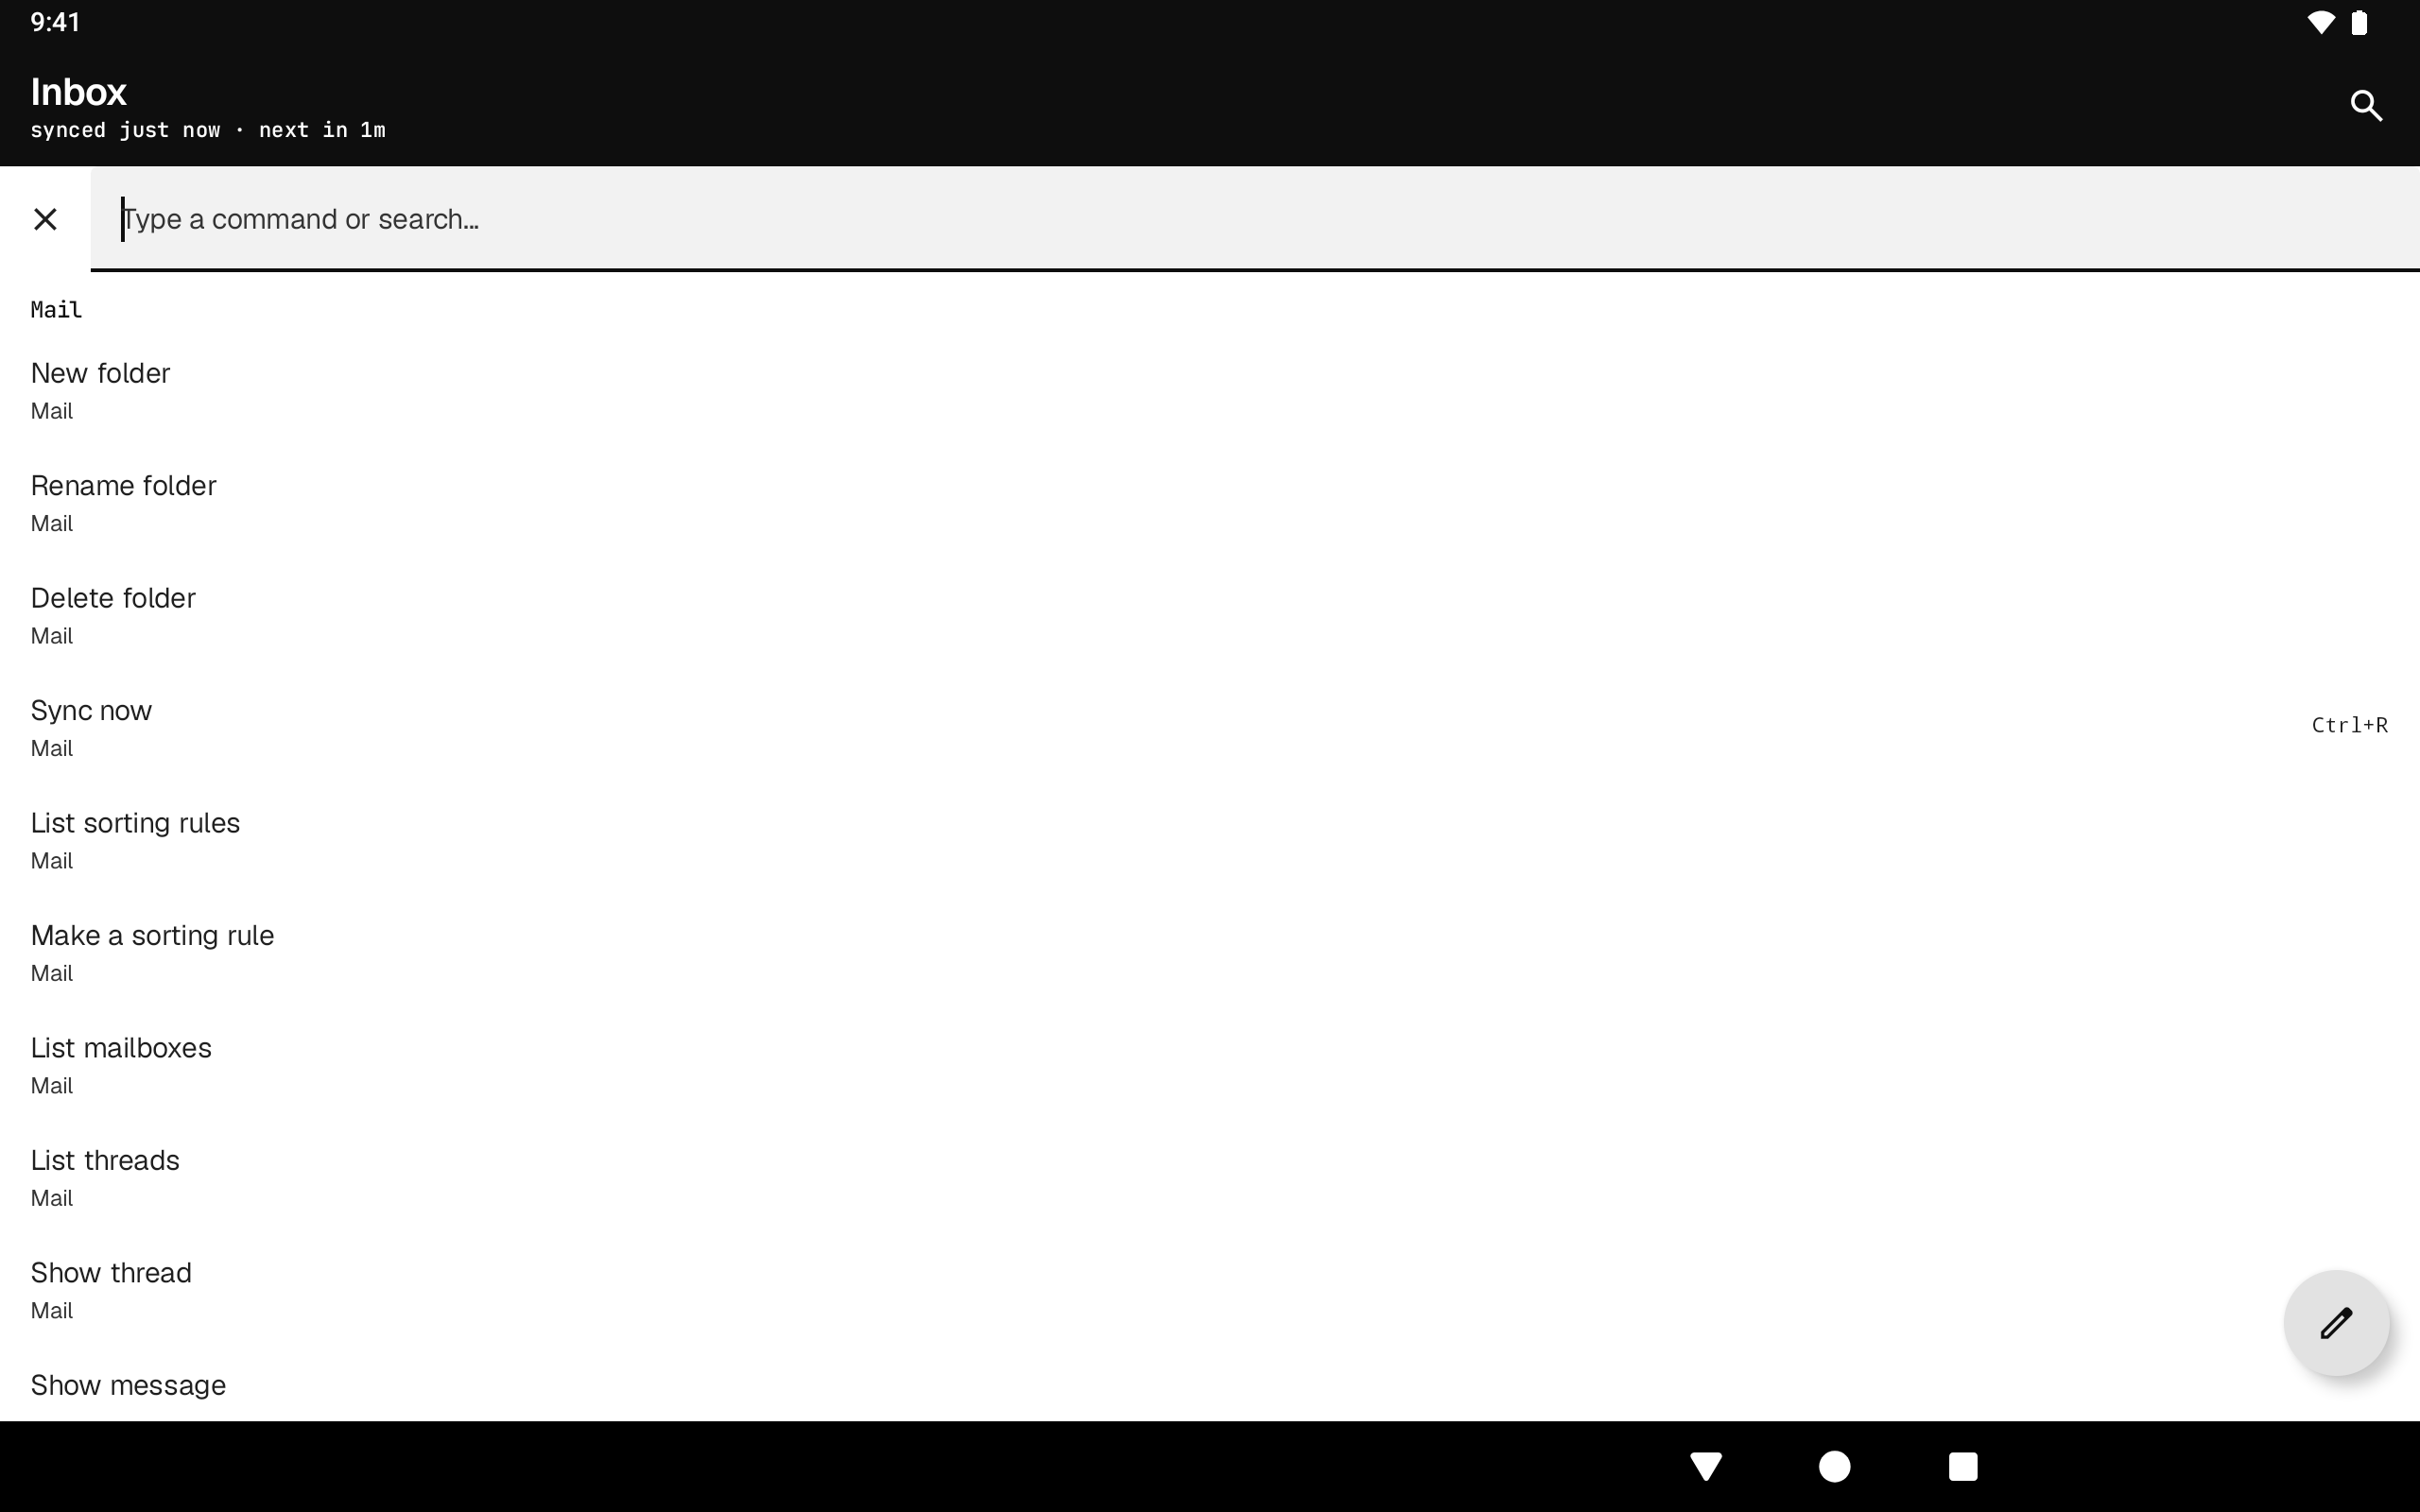 9:41
Inbox
synced just now · next in 1m
Type a command or search...
Mail
New folder
Mail
Rename folder
Mail
Delete folder
Mail
Sync now
Mail
Ctrl+R
List sorting rules
Mail
Make a sorting rule
Mail
List mailboxes
Mail
List threads
Mail
Show thread
Mail
Show message